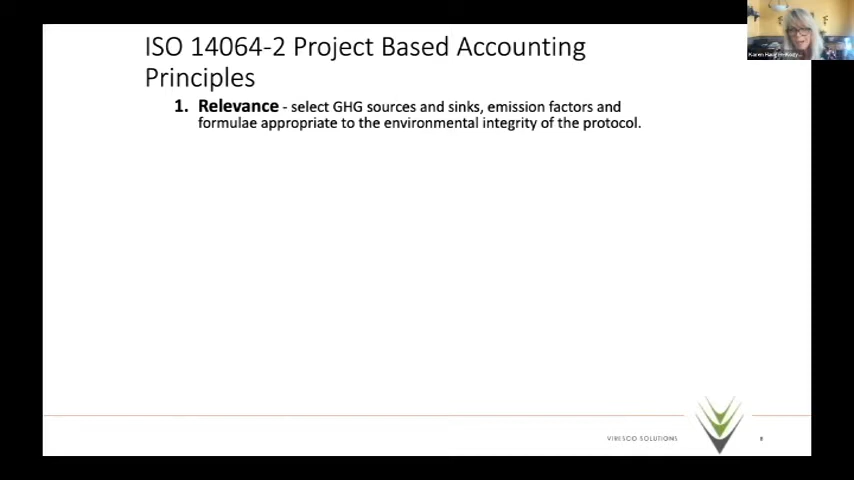 ISO 14064-2 Project Based Accounting
Principles
1. Relevance - select GHG sources and sinks, emission factors and
formulae appropriate to the environmental integrity of the protocol.
Karen
VIRESCO SOLUTIONS